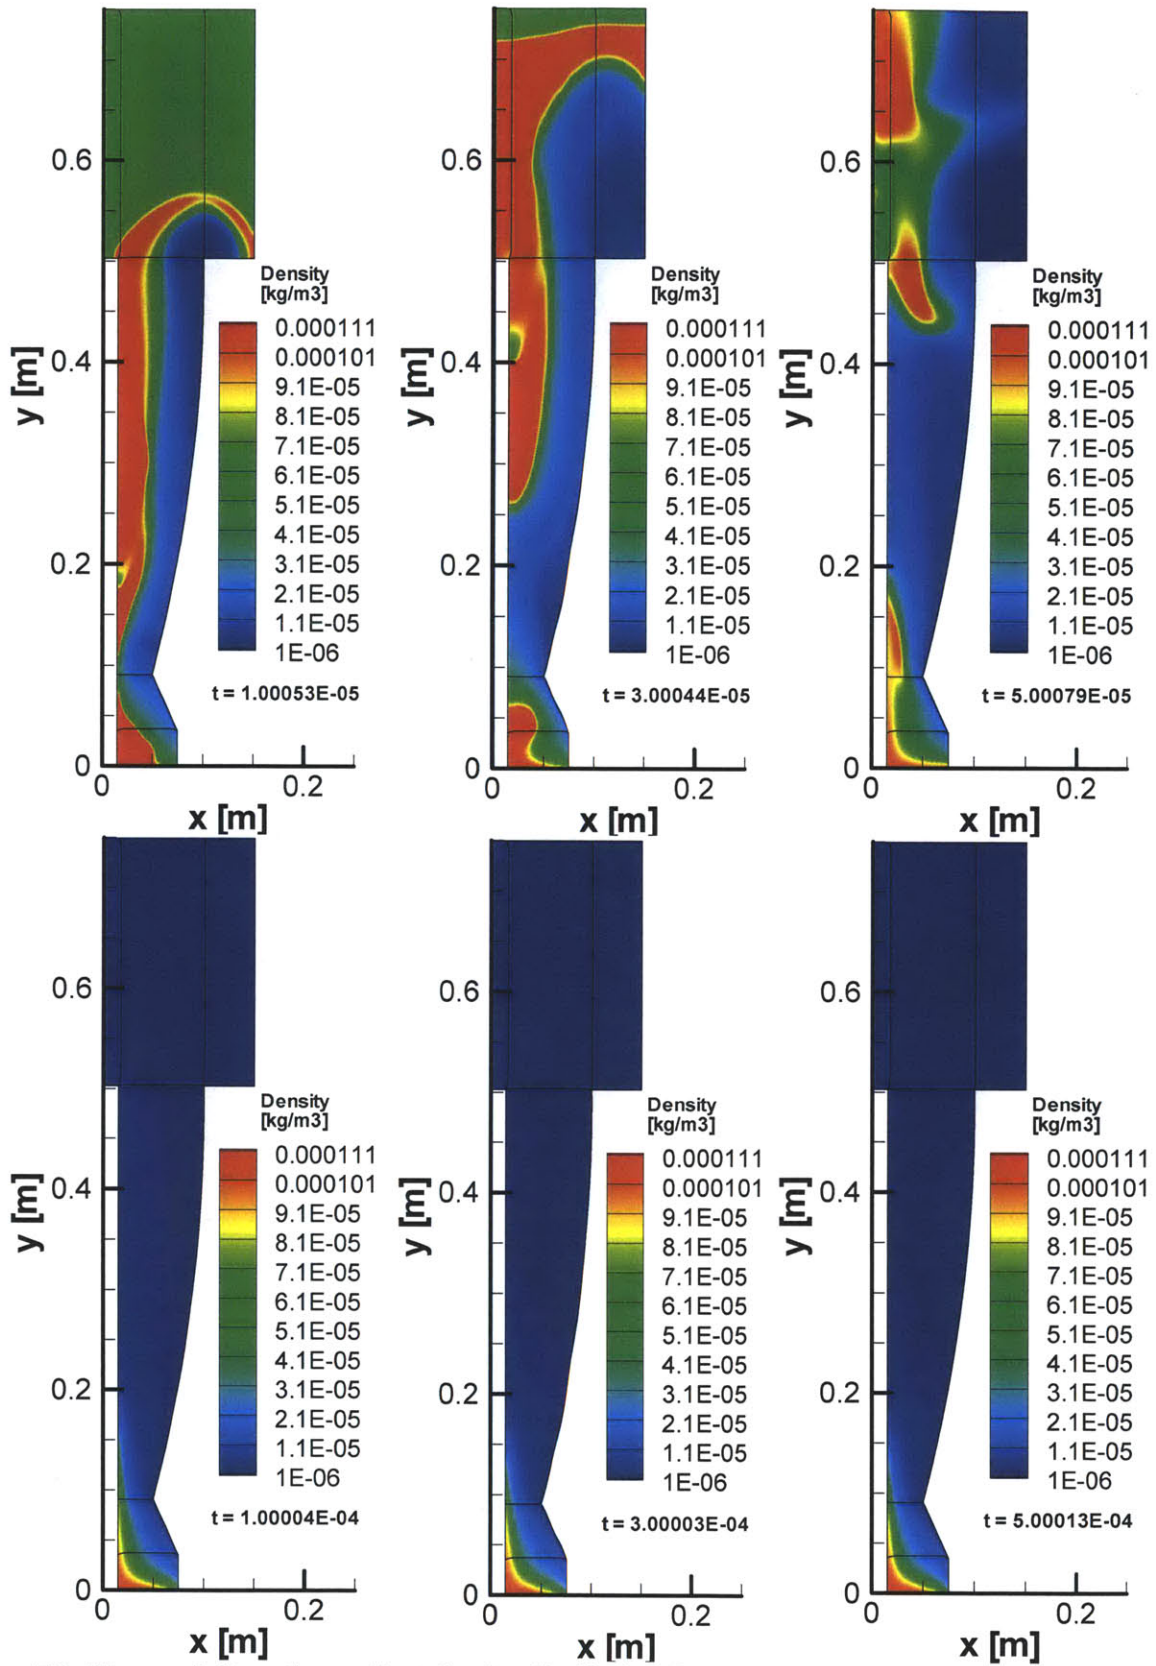 0.6
0.4
0.2
0
y [m]
Density
[kg/m3]
0.000111
0.000101
9.1E-05
8.1E-05
7.1E-05
6.1E-05
5.1E-05
4.1E-05
3.1E-05
2.1E-05
1.1E-05
1E-06
t = 1.00053E-05
0
0.2
x [m]
0.6
0.4
0.2
0
y [m]
Density
[kg/m3]
0.000111
0.000101
9.1E-05
8.1E-05
7.1E-05
6.1E-05
5.1E-05
4.1E-05
3.1E-05
2.1E-05
1.1E-05
1E-06
t = 3.00044E-05
0
0.2
x [m]
0.6
0.4
0.2
0
y [m]
Density
[kg/m3]
0.000111
0.000101
9.1E-05
8.1E-05
7.1E-05
6.1E-05
5.1E-05
4.1E-05
3.1E-05
2.1E-05
1.1E-05
1E-06
t = 5.00079E-05
0
0.2
x [m]
0.6
0.4
0.2
0
y [m]
Density
[kg/m3]
0.000111
0.000101
9.1E-05
8.1E-05
7.1E-05
6.1E-05
5.1E-05
4.1E-05
3.1E-05
2.1E-05
1.1E-05
1E-06
t = 1.00004E-04
0
0.2
x [m]
0.6
0.4
0.2
0
y [m]
Density
[kg/m3]
0.000111
0.000101
9.1E-05
8.1E-05
7.1E-05
6.1E-05
5.1E-05
4.1E-05
3.1E-05
2.1E-05
1.1E-05
1E-06
t = 3.00003E-04
0
0.2
x [m]
0.6
0.4
0.2
0
y [m]
Density
[kg/m3]
0.000111
0.000101
9.1E-05
8.1E-05
7.1E-05
6.1E-05
5.1E-05
4.1E-05
3.1E-05
2.1E-05
1.1E-05
1E-06
t = 5.00013E-04
0
0.2
x [m]